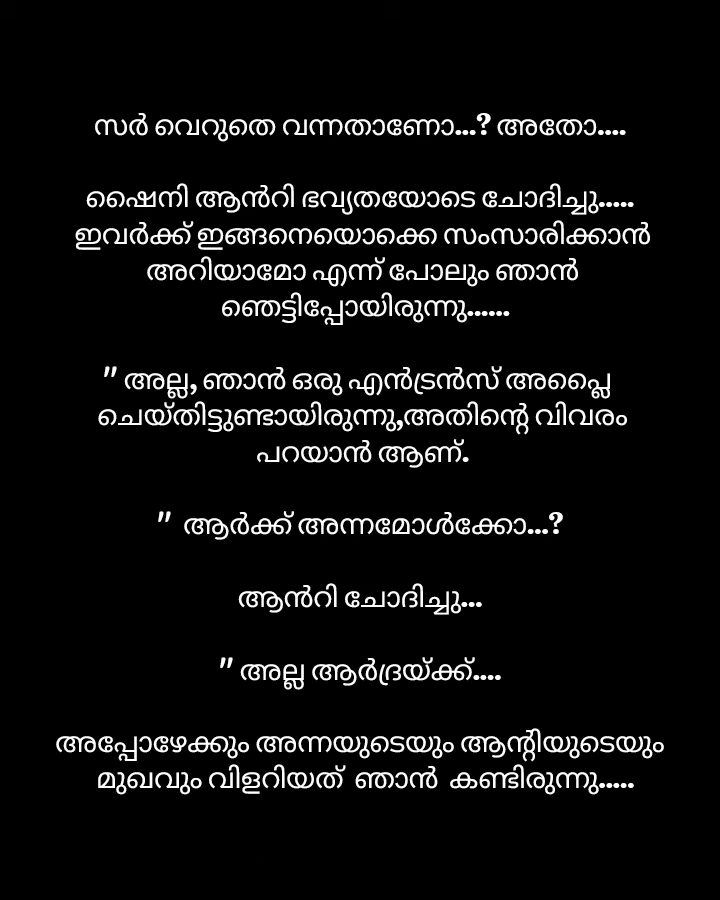 സർ വെറുതെ വന്നതാണോ...? അതോ....
ഷൈനി ആൻറി ഭവ്യതയോടെ ചോദിച്ചു.....
ഇവർക്ക് ഇങ്ങനെയൊക്കെ സംസാരിക്കാൻ
അറിയാമോ എന്ന് പോലും ഞാൻ
ഞെട്ടിപ്പോയിരുന്നു......
" അല്ല, ഞാൻ ഒരു എൻട്രൻസ് അപ്ലൈ
ചെയ്തിട്ടുണ്ടായിരുന്നു,അതിന്റെ വിവരം
പറയാൻ ആണ്.
" ആർക്ക് അന്നമോൾക്കോ...?
ആൻറി ചോദിച്ചു...
" അല്ല ആർദ്രയ്ക്ക്....
അപ്പോഴേക്കും അന്നയുടെയും ആന്റിയുടെയും
മുഖവും വിളറിയത് ഞാൻ കണ്ടിരുന്നു.....